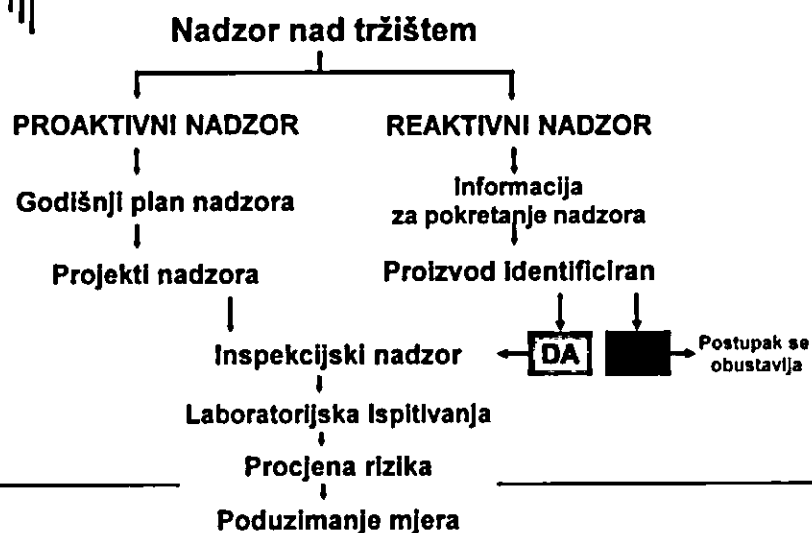 Nadzor nad tržištem
PROAKTIVNI NADZOR
REAKTIVNI NADZOR
Godišnji plan nadzora
Informacija
za pokretanje nadzora
Projekti nadzora
Proizvod identificiran
Inspekcijski nadzor
DA
Postupak se
obustavlja
Laboratorijska ispitivanja
Procjena rizika
Poduzimanje mjera